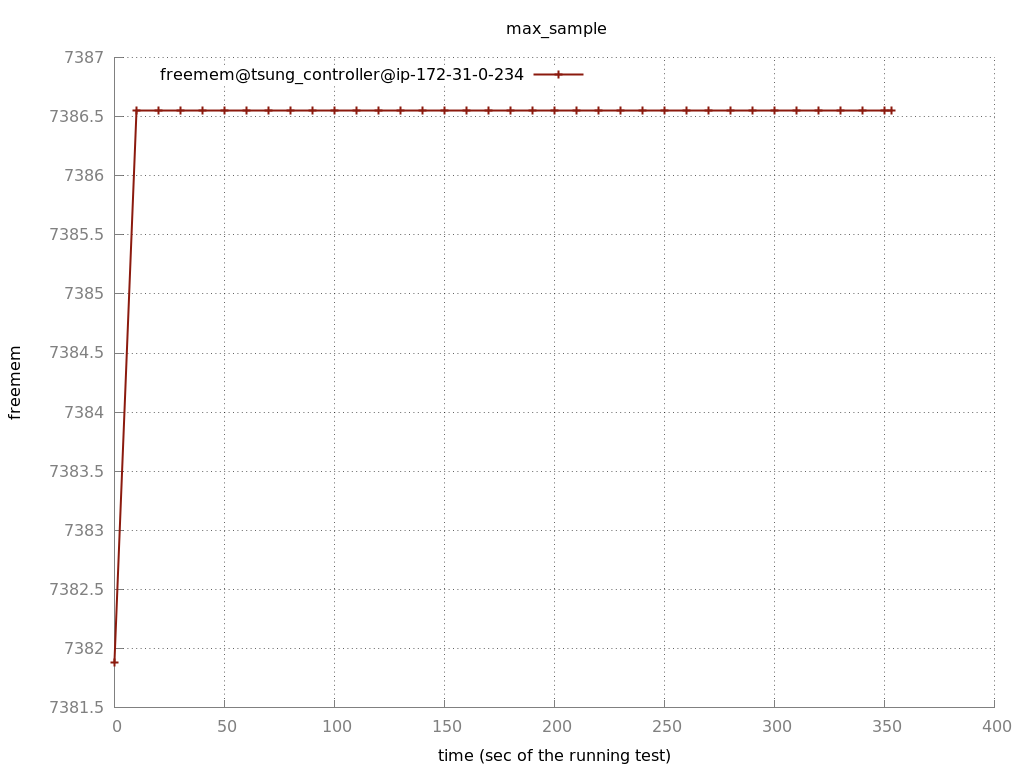 max_sample
freemem@tsung_controller@ip-172-31-0-234
7387
7386.5
7386
7385.5
7385
7384.5
7384
7383.5
7383
7382.5
7382
7381.5
freemem
0 50 100 150 200 250 300 350 400
time (sec of the running test)